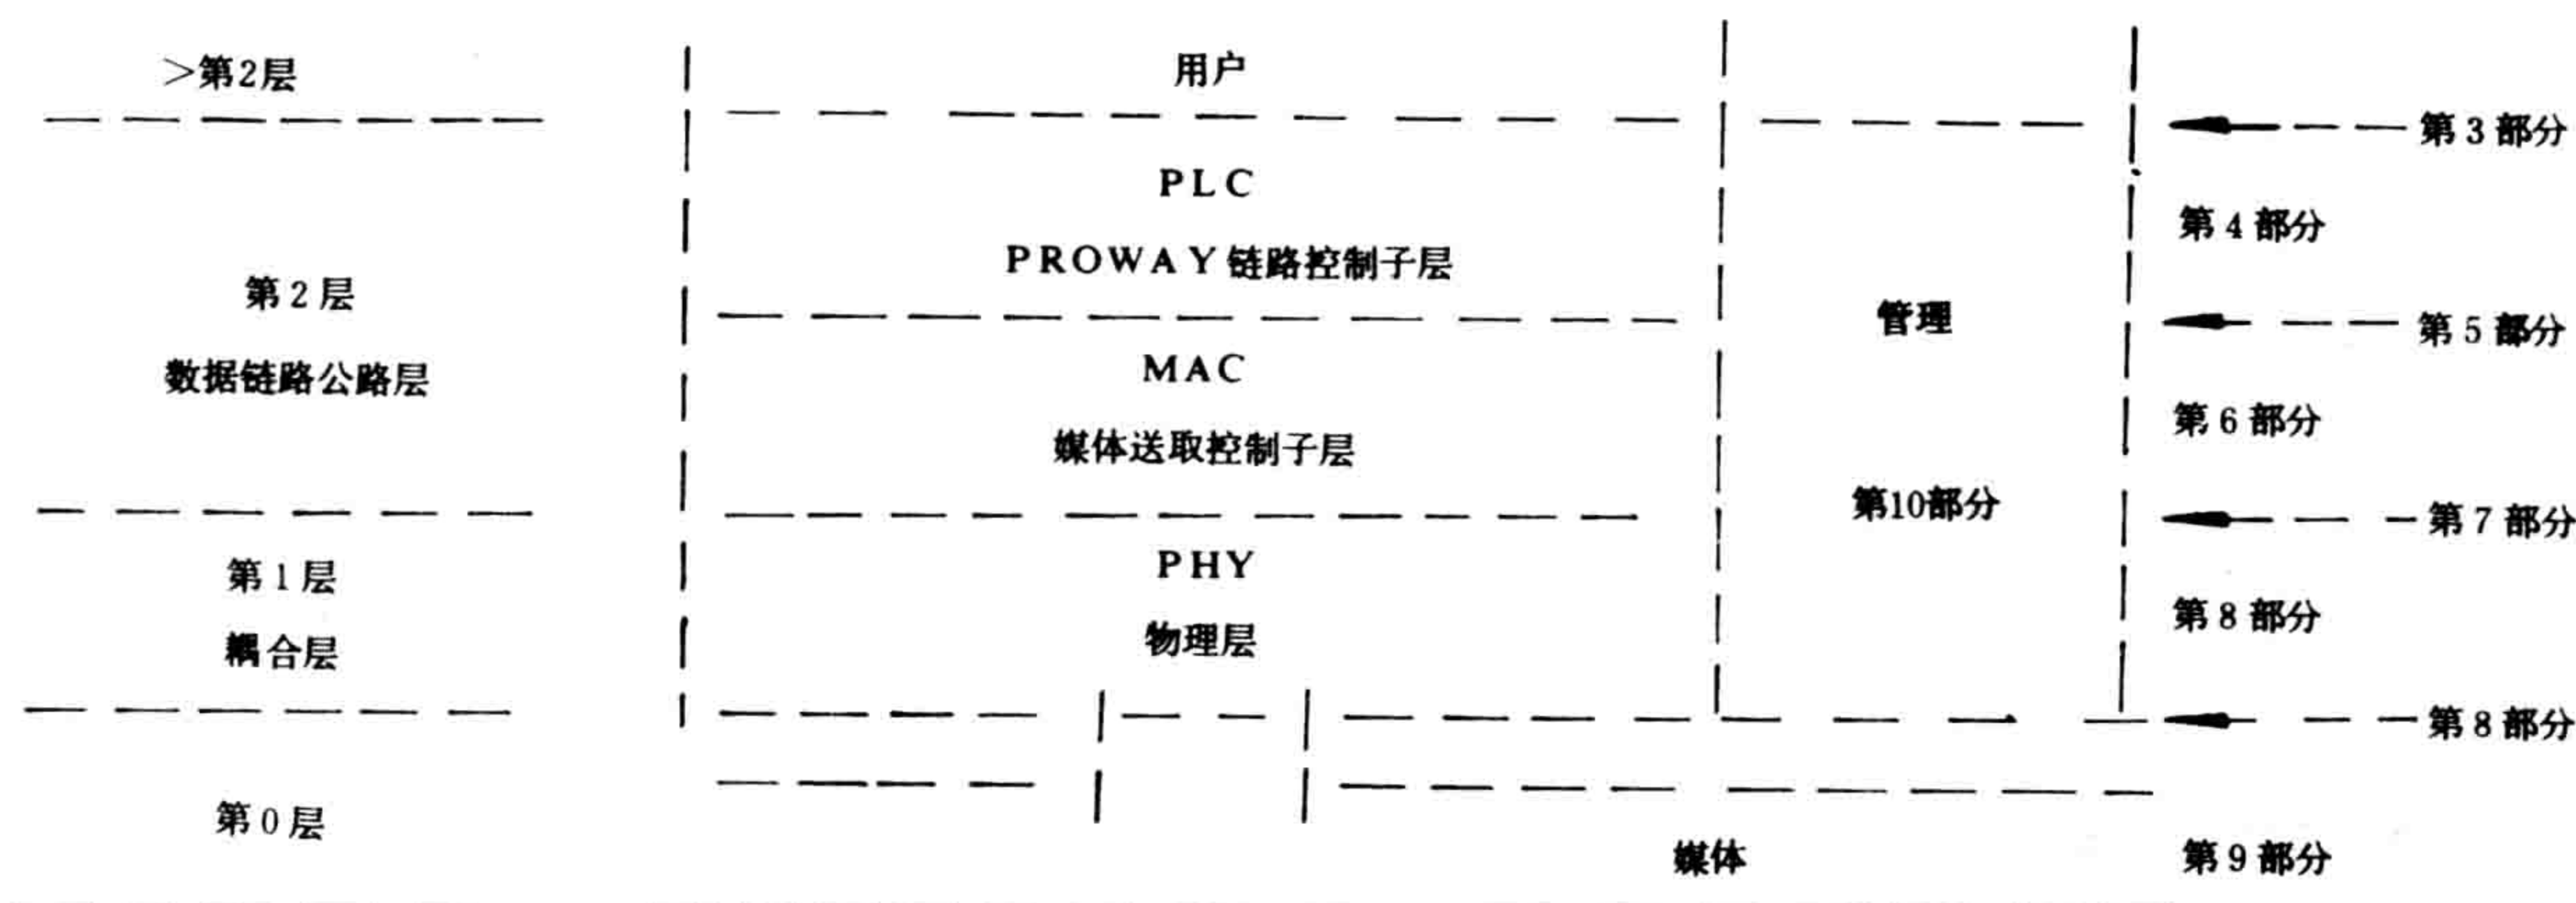 >第2层
用户
第3部分
PLC
第4部分
PROWAY链路控制子层
第2层
管理
第5部分
数据链路公路层
MAC
第6部分
媒体送取控制子层
第10部分
第7部分
第1层
PHY
第8部分
耦合层
物理层
第8部分
第0层
媒体
第9部分